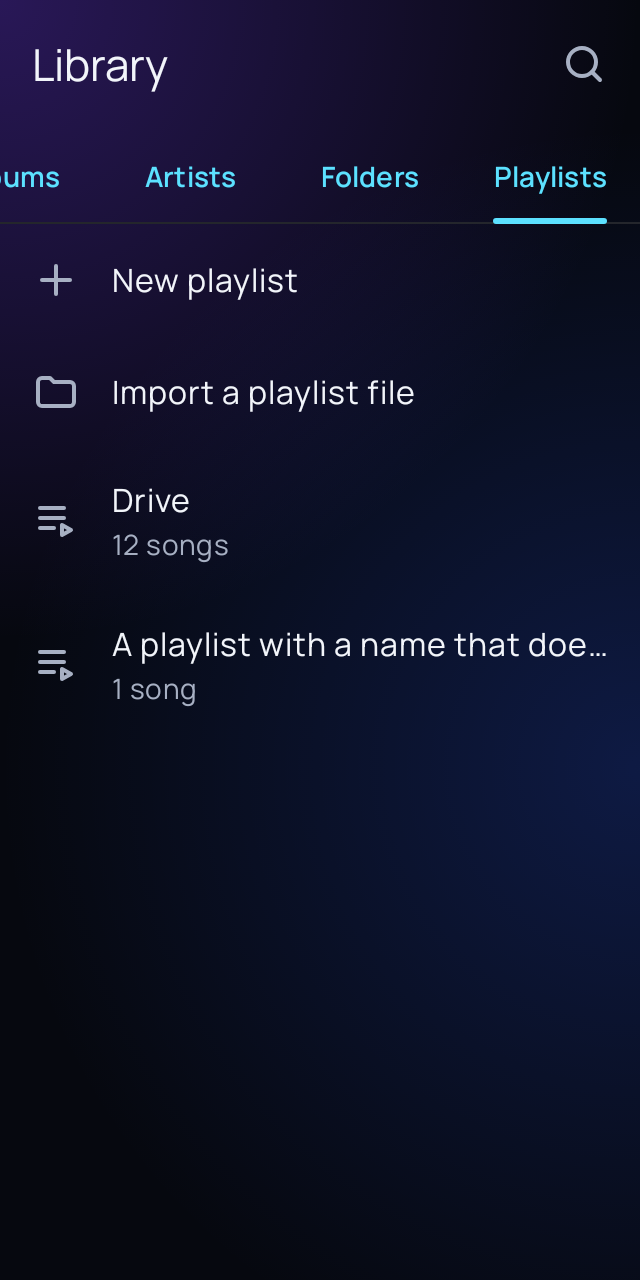 Library
ums Artists Folders Playlists
New playlist
Import a playlist file
Drive
12 songs
A playlist with a name that doe…
1 song